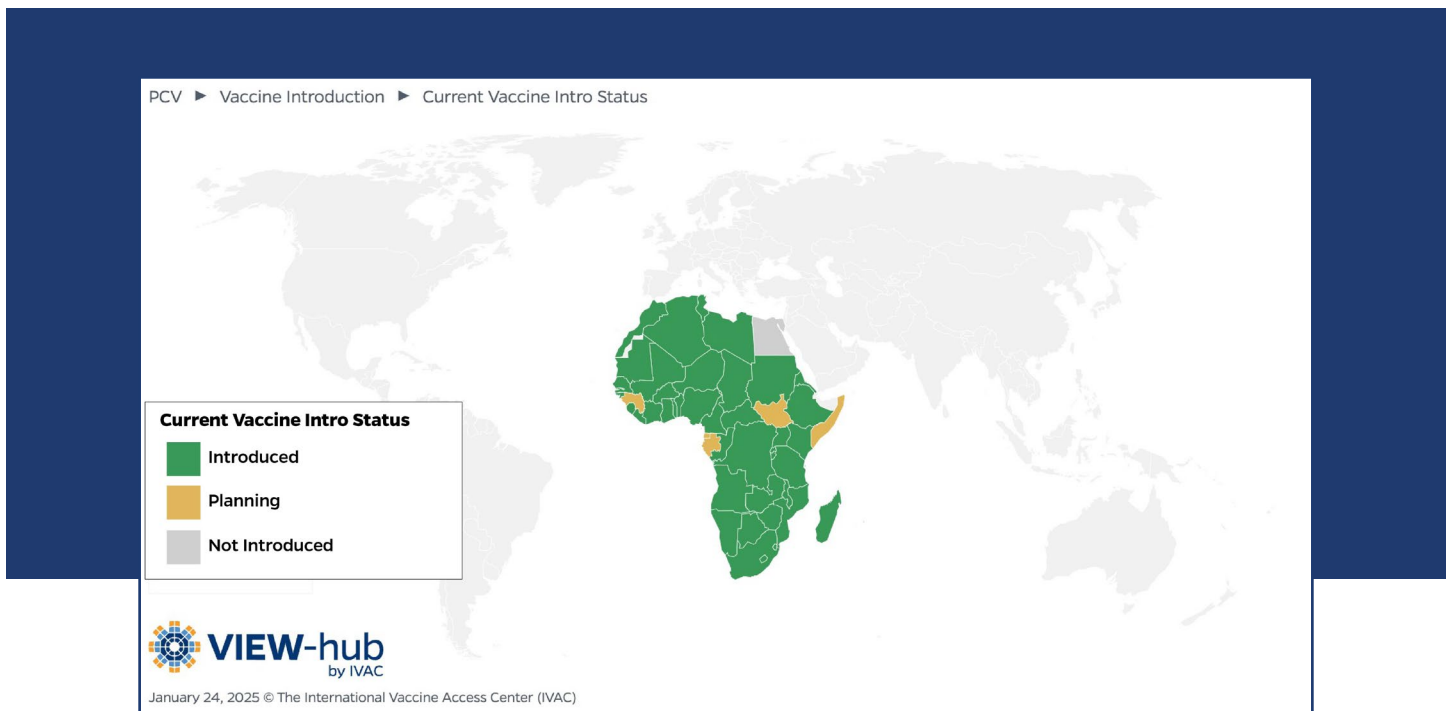 PCV ► Vaccine Introduction ► Current Vaccine Intro Status
Current Vaccine Intro Status
Introduced
Planning
Not Introduced
VIEW-hub
by IVAC
January 24, 2025 © The International Vaccine Access Center (IVAC)